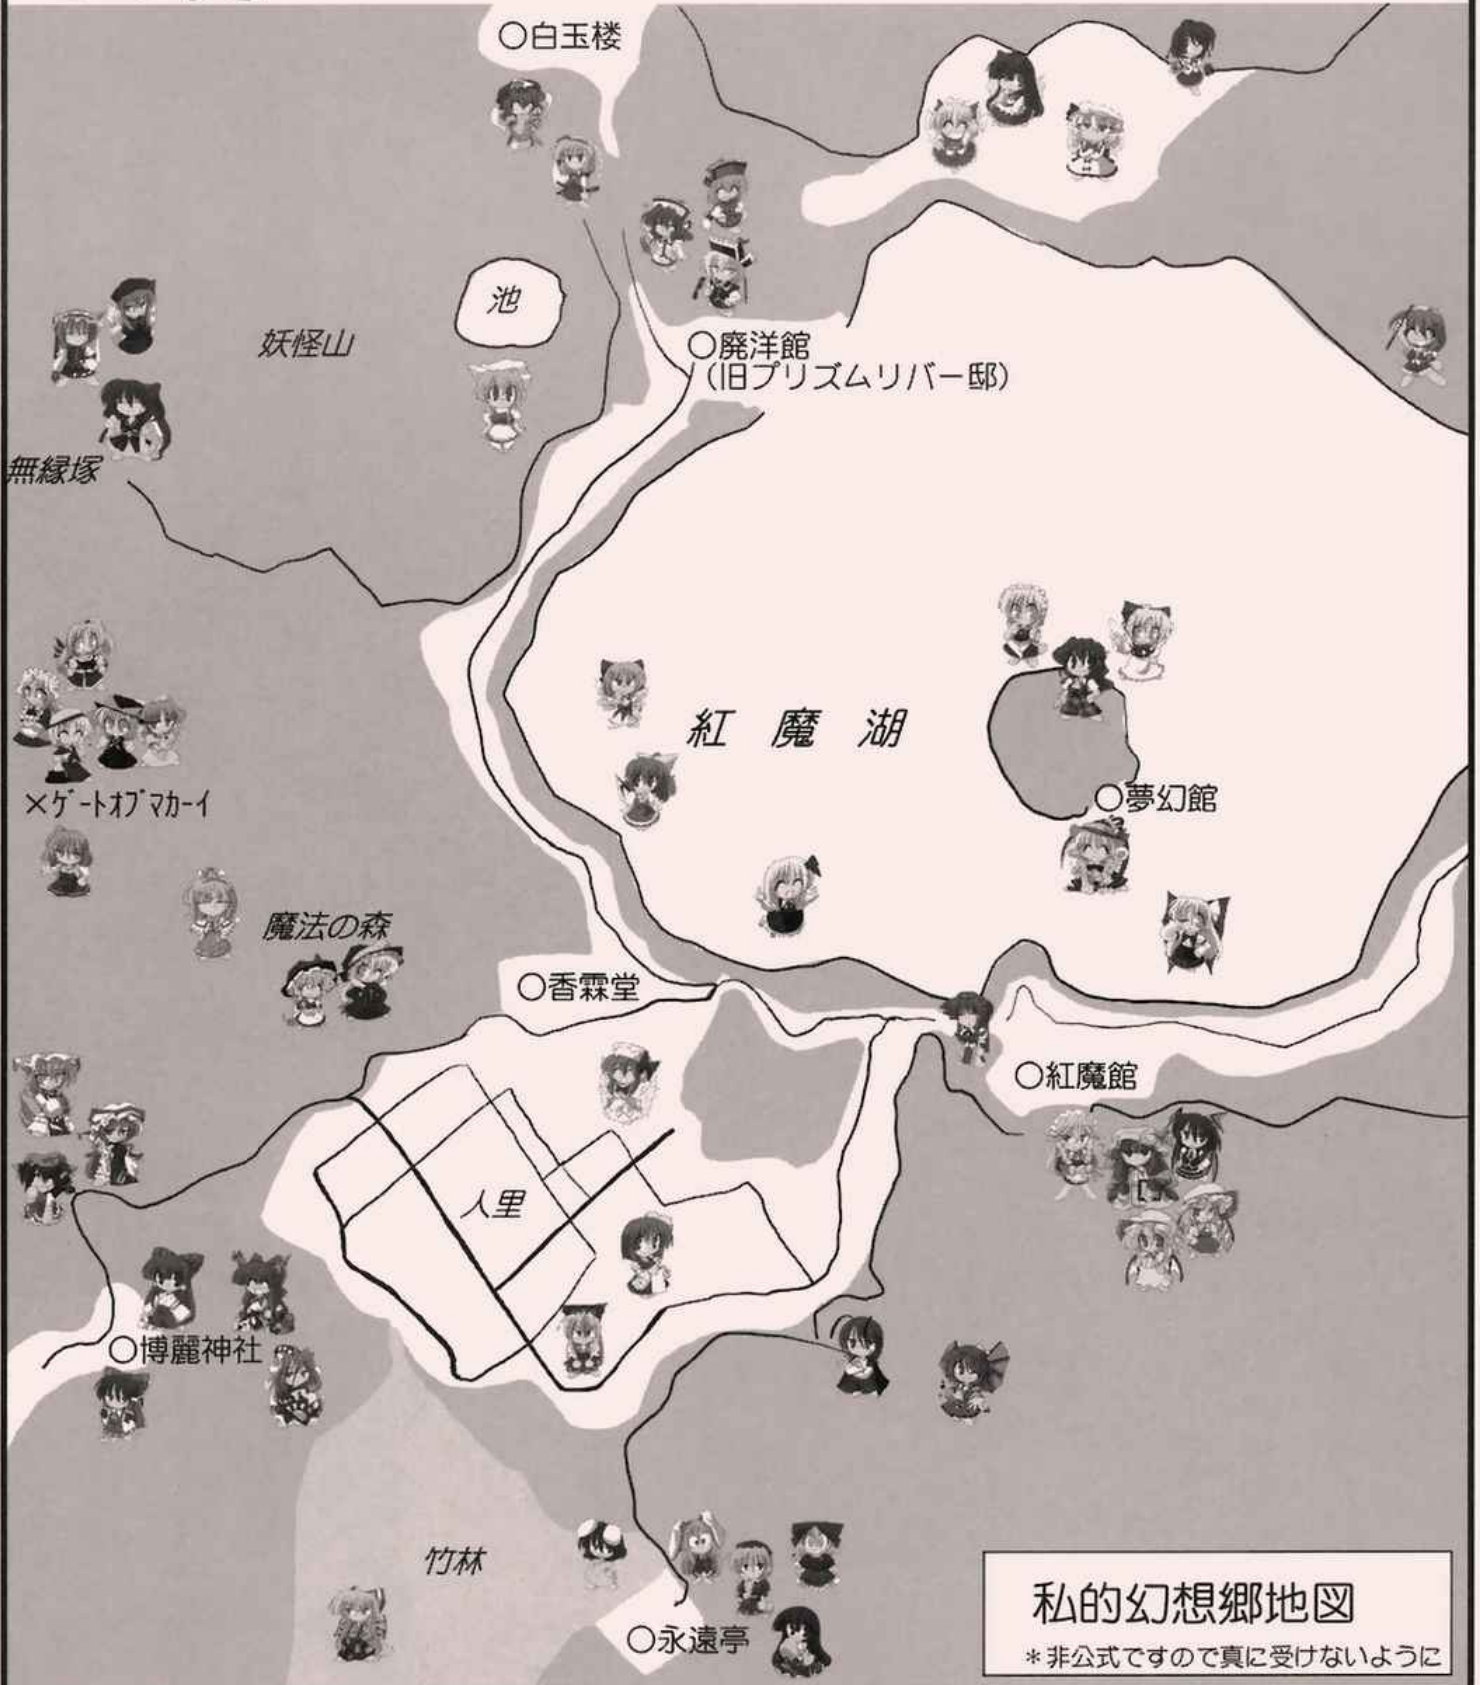 ○白玉楼
池
妖怪山
○廃洋館
(旧プリズムリバー邸)
無縁塚
紅魔湖
×ｹﾞｰﾄｵﾌﾞﾏｶｰｲ
○夢幻館
魔法の森
○香霖堂
○紅魔館
人里
○博麗神社
竹林
○永遠亭
私的幻想郷地図
＊非公式ですので真に受けないように